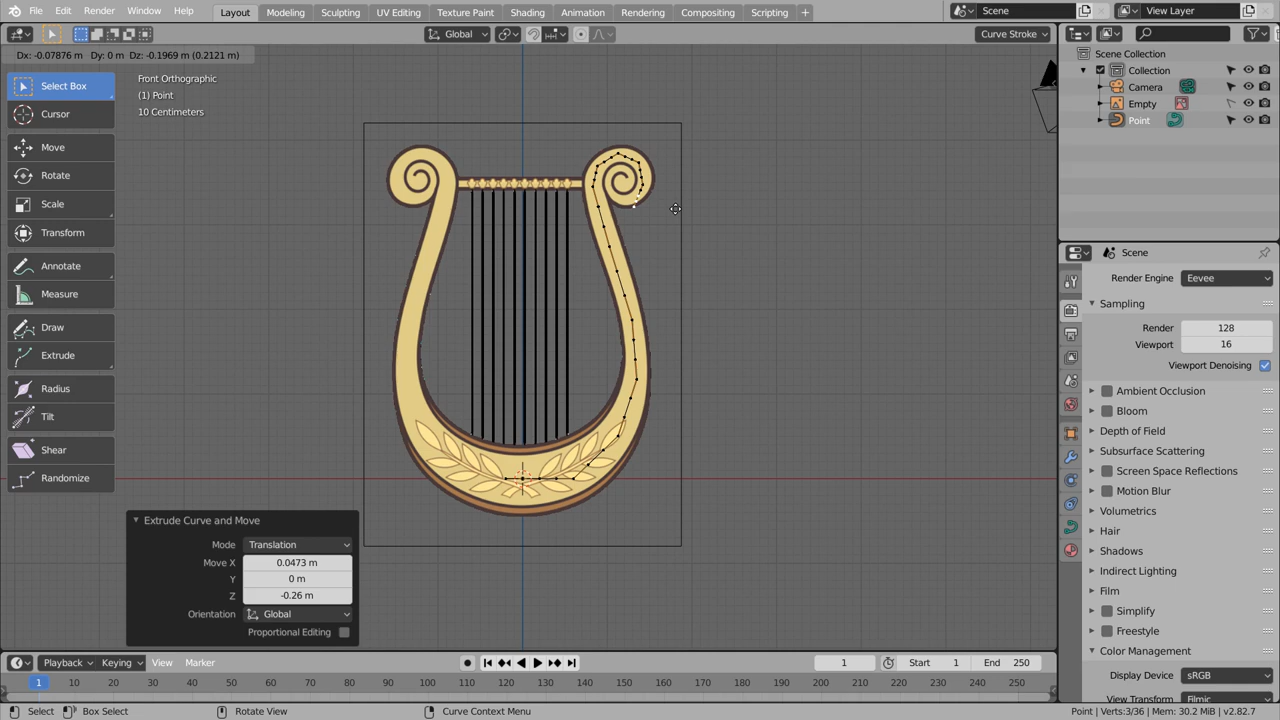 File Edit Render Window Help Layout Modeling Sculpting UV Editing Texture Paint Shading Animation Rendering Compositing Scripting + Scene View Layer
Global Curve Stroke
Dx: -0.07876 m Dy: 0 m Dz: -0.1969 m (0.2121 m)
Front Orthographic
(1) Point
10 Centimeters
Select Box
Cursor
Move
Rotate
Scale
Transform
Annotate
Measure
Draw
Extrude
Radius
Tilt
Shear
Randomize
Extrude Curve and Move
Mode Translation
Move X 0.0473 m
Y 0 m
Z -0.26 m
Orientation Global
Proportional Editing
Scene Collection
Collection
Camera
Empty
Point
Scene
Render Engine Eevee
Sampling
Render 128
Viewport 16
Viewport Denoising
Ambient Occlusion
Bloom
Depth of Field
Subsurface Scattering
Screen Space Reflections
Motion Blur
Volumetrics
Hair
Shadows
Indirect Lighting
Film
Simplify
Freestyle
Color Management
Display Device sRGB
View Transform Filmic
Playback Keying View Marker 1 Start 1 End 250
1 10 20 30 40 50 60 70 80 90 100 110 120 130 140 150 160 170 180 190 200 210 220 230 240 250
Select Box Select Rotate View Curve Context Menu Point | Verts:3/36 | Mem: 30.2 MiB | v2.82.7